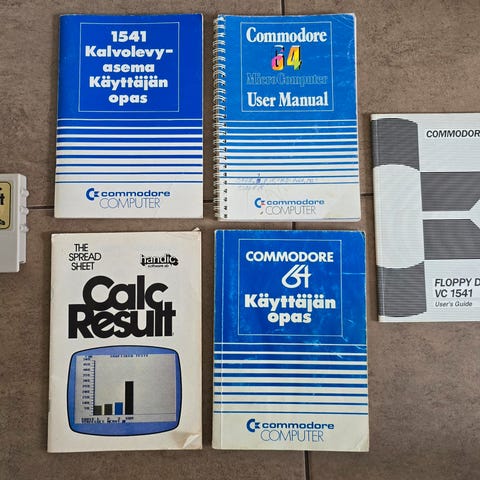 1541
Kalvolevy-
asema
Käyttäjän
opas
commodore
COMPUTER
Commodore
64
MicroComputer
User Manual
commodore
COMPUTER
COMMODORE
FLOPPY D
VC 1541
User's Guide
THE
SPREAD
SHEET
handic
software ab
Calc
Result
COMMODORE
64
Käyttäjän
opas
commodore
COMPUTER